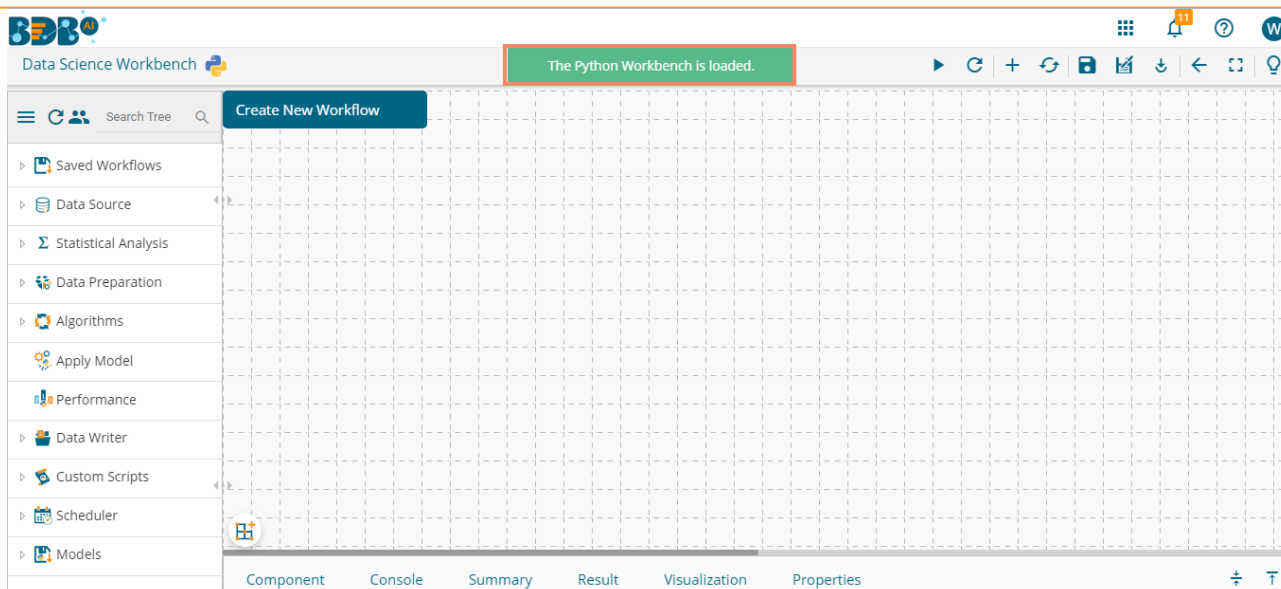 BDB AI
11
W
Data Science Workbench
The Python Workbench is loaded.
Search Tree
Create New Workflow
Saved Workflows
Data Source
Σ Statistical Analysis
Data Preparation
Algorithms
Apply Model
Performance
Data Writer
Custom Scripts
Scheduler
Models
Component Console Summary Result Visualization Properties